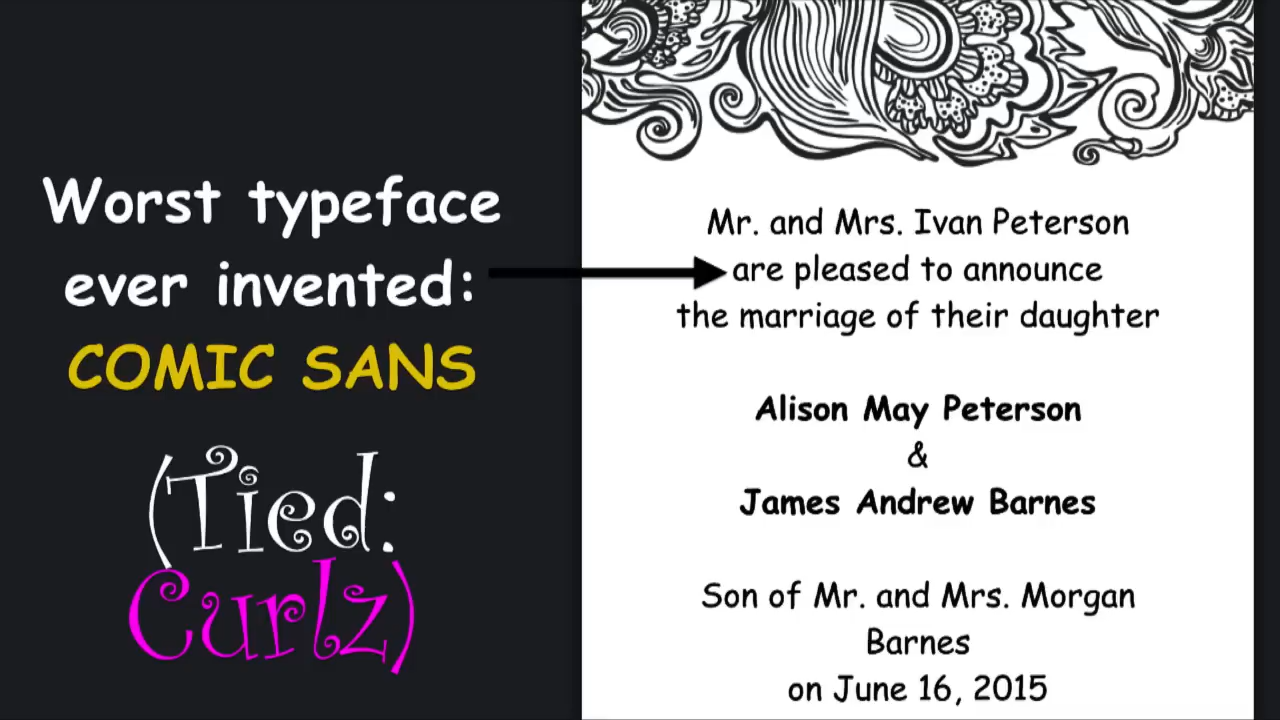 Worst typeface
ever invented:
COMIC SANS
(Tied:
Curlz)
Mr. and Mrs. Ivan Peterson
are pleased to announce
the marriage of their daughter
Alison May Peterson
&
James Andrew Barnes
Son of Mr. and Mrs. Morgan
Barnes
on June 16, 2015